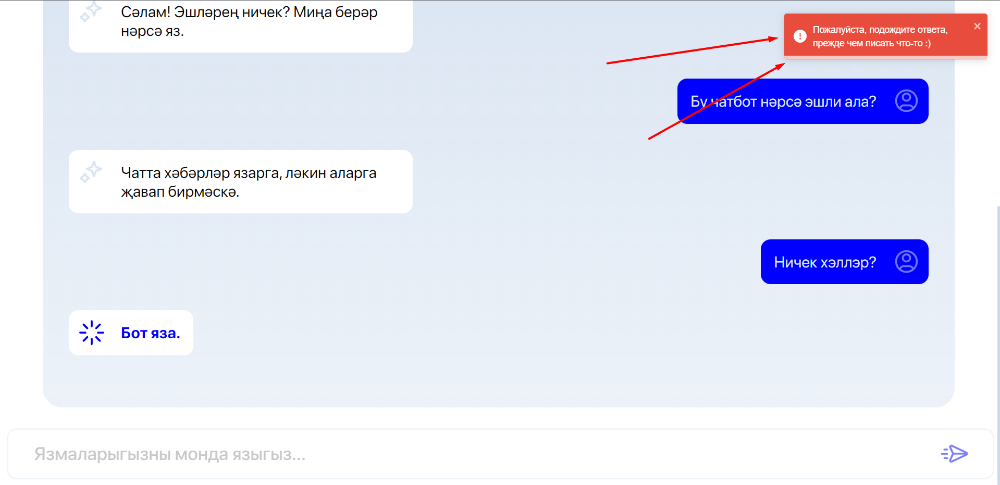 Сәлам! Эшләрең ничек? Миңа берәр
нәрсә яз.
Пожалуйста, подождите ответа,
прежде чем писать что-то :)
Бу чатбот нәрсә эшли ала?
Чатта хәбәрләр язарга, ләкин аларга
җавап бирмәскә.
Ничек хэллэр?
Бот яза.
Язмаларыгызны монда языгыз...